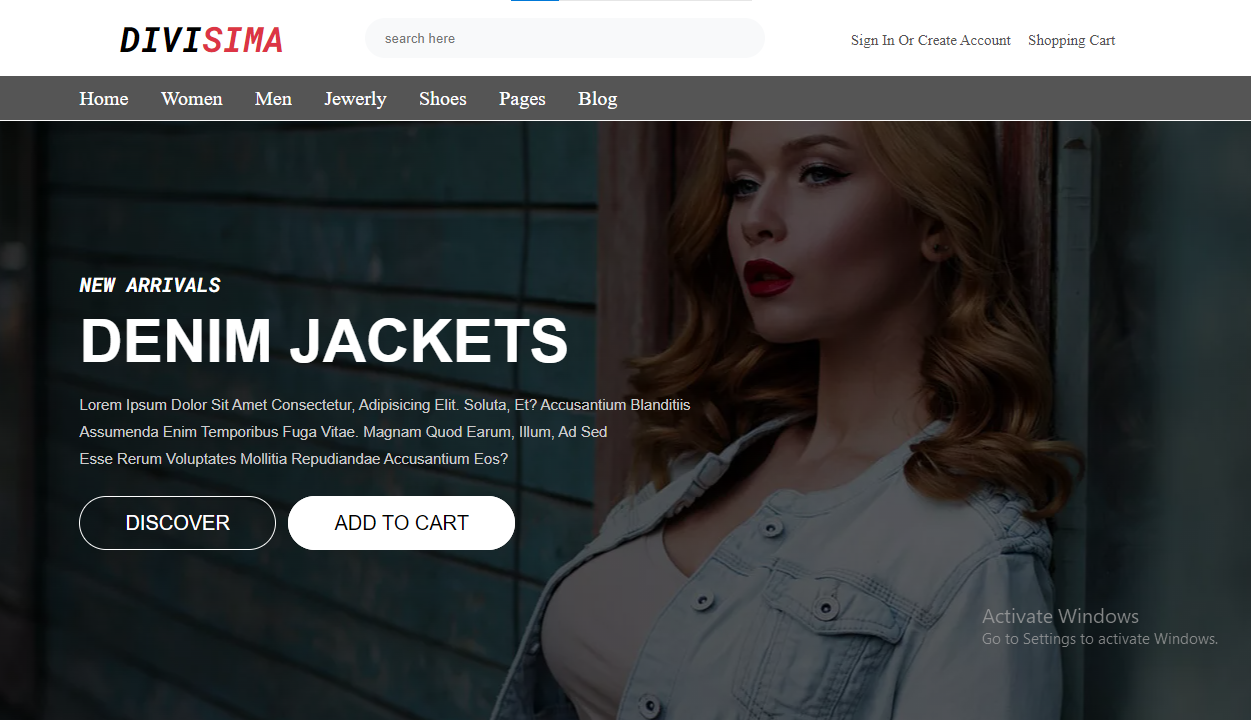 DIVISIMA
search here
Sign In Or Create Account Shopping Cart
Home Women Men Jewerly Shoes Pages Blog
NEW ARRIVALS
DENIM JACKETS
Lorem Ipsum Dolor Sit Amet Consectetur, Adipisicing Elit. Soluta, Et? Accusantium Blanditiis
Assumenda Enim Temporibus Fuga Vitae. Magnam Quod Earum, Illum, Ad Sed
Esse Rerum Voluptates Mollitia Repudiandae Accusantium Eos?
DISCOVER ADD TO CART
Activate Windows
Go to Settings to activate Windows.